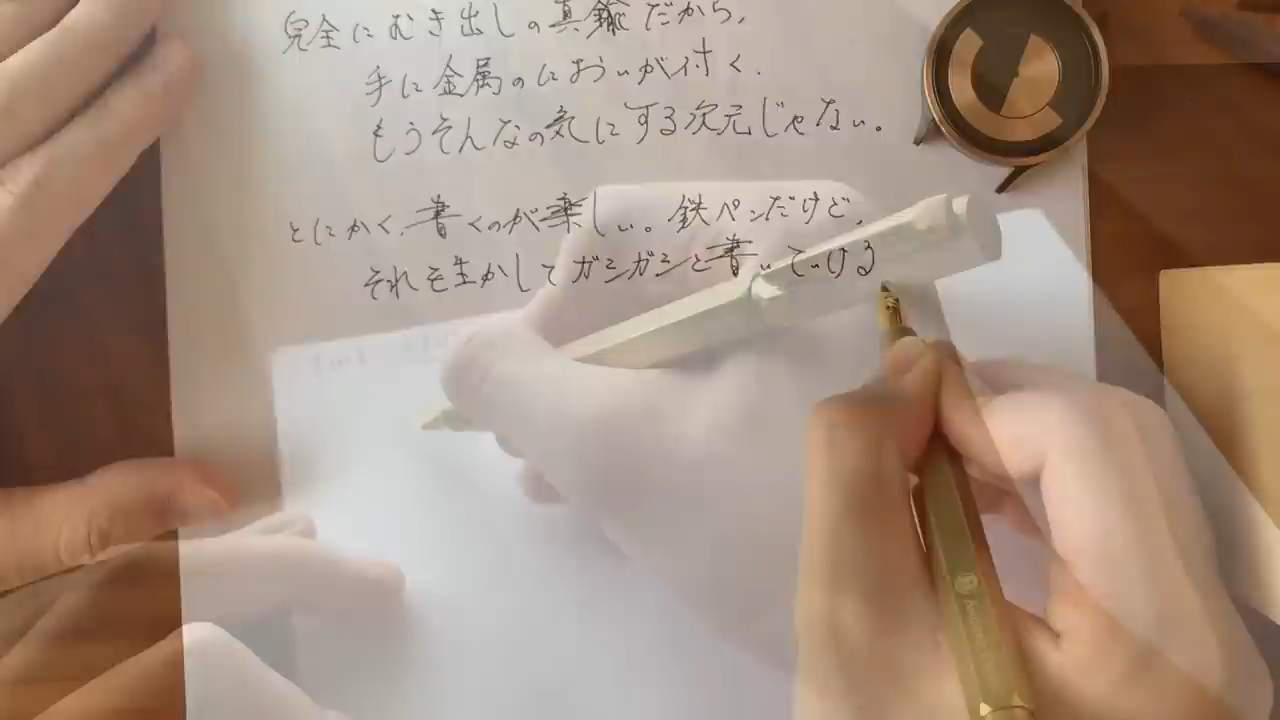 完全にむき出しの真鍮だから,
手に金属のにおいが付く.
もうそんなの気にする次元じゃない。
とにかく,書くのが楽しい。鉄ペンだけど,
それを生かしてガシガシと書いていける